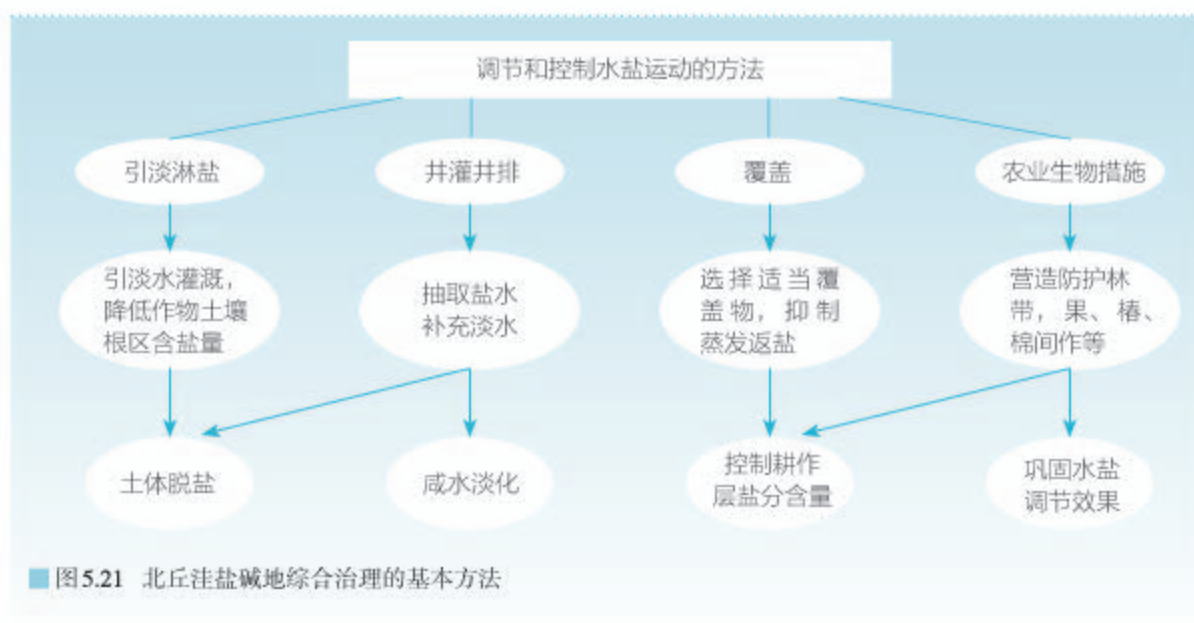 调节和控制水盐运动的方法
引淡淋盐
井灌井排
覆盖
农业生物措施
引淡水灌溉，
降低作物土壤
根区含盐量
抽取盐水
补充淡水
选择适当覆
盖物，抑制
蒸发返盐
营造防护林
带，果、椿、
棉间作等
土体脱盐
咸水淡化
控制耕作
层盐分含量
巩固水盐
调节效果
图5.21 北丘洼盐碱地综合治理的基本方法